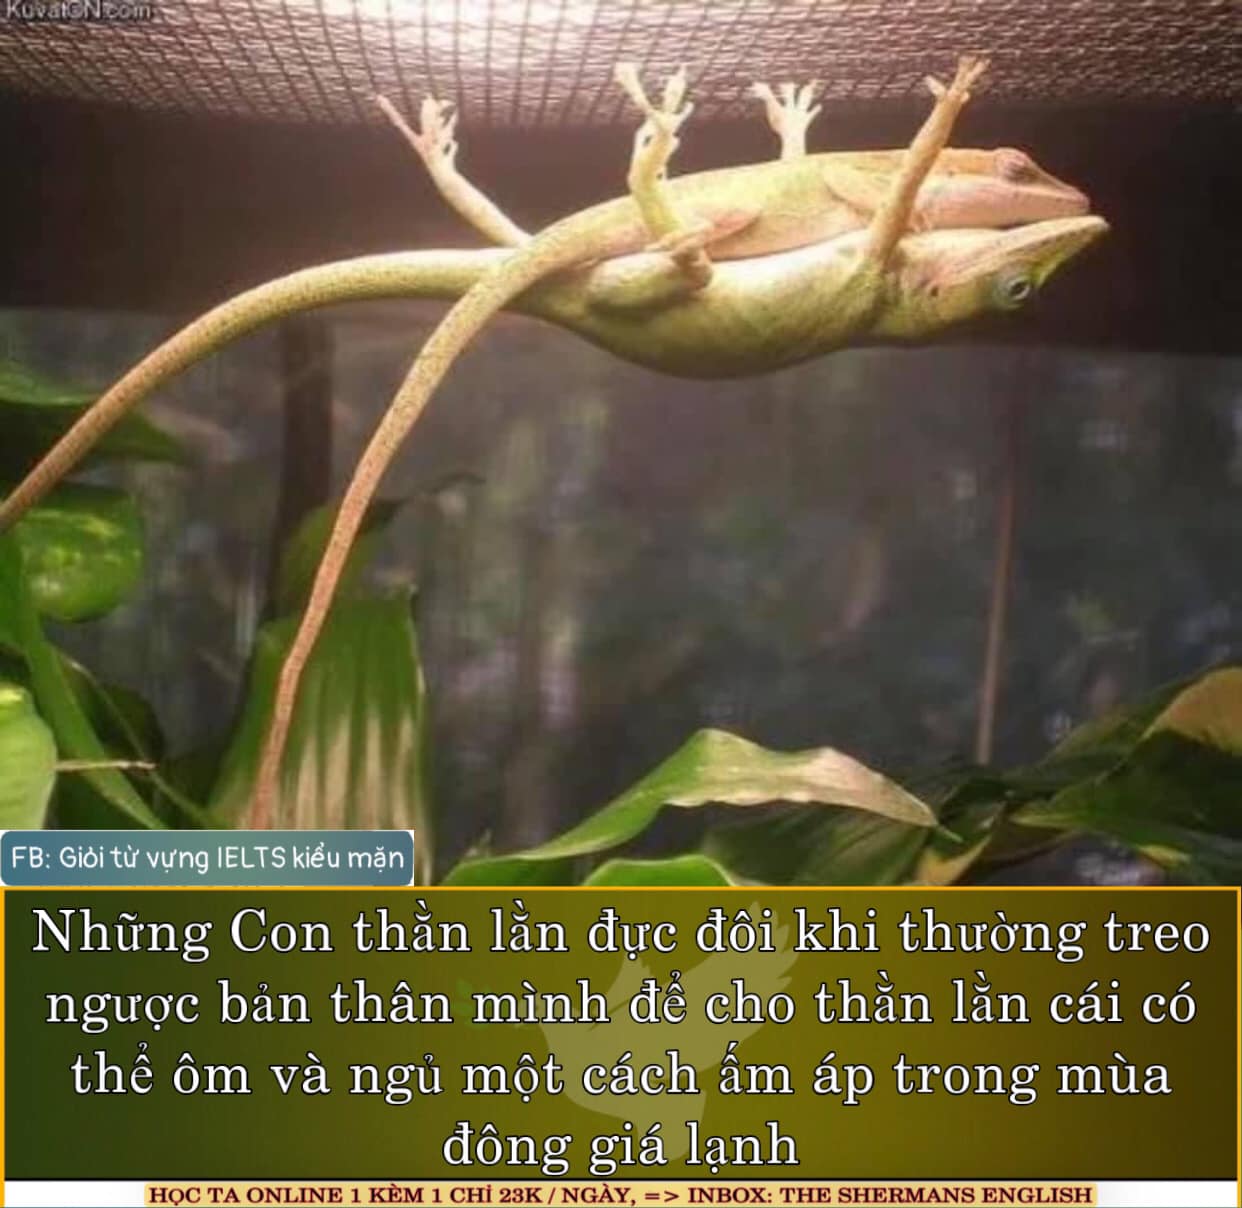 KuvatON.com
FB: Giỏi từ vựng IELTS kiểu mặn
Những Con thằn lằn đực đôi khi thường treo
ngược bản thân mình để cho thằn lằn cái có
thể ôm và ngủ một cách ấm áp trong mùa
đông giá lạnh
HỌC TA ONLINE 1 KÈM 1 CHỈ 23K / NGÀY, => INBOX: THE SHERMANS ENGLISH